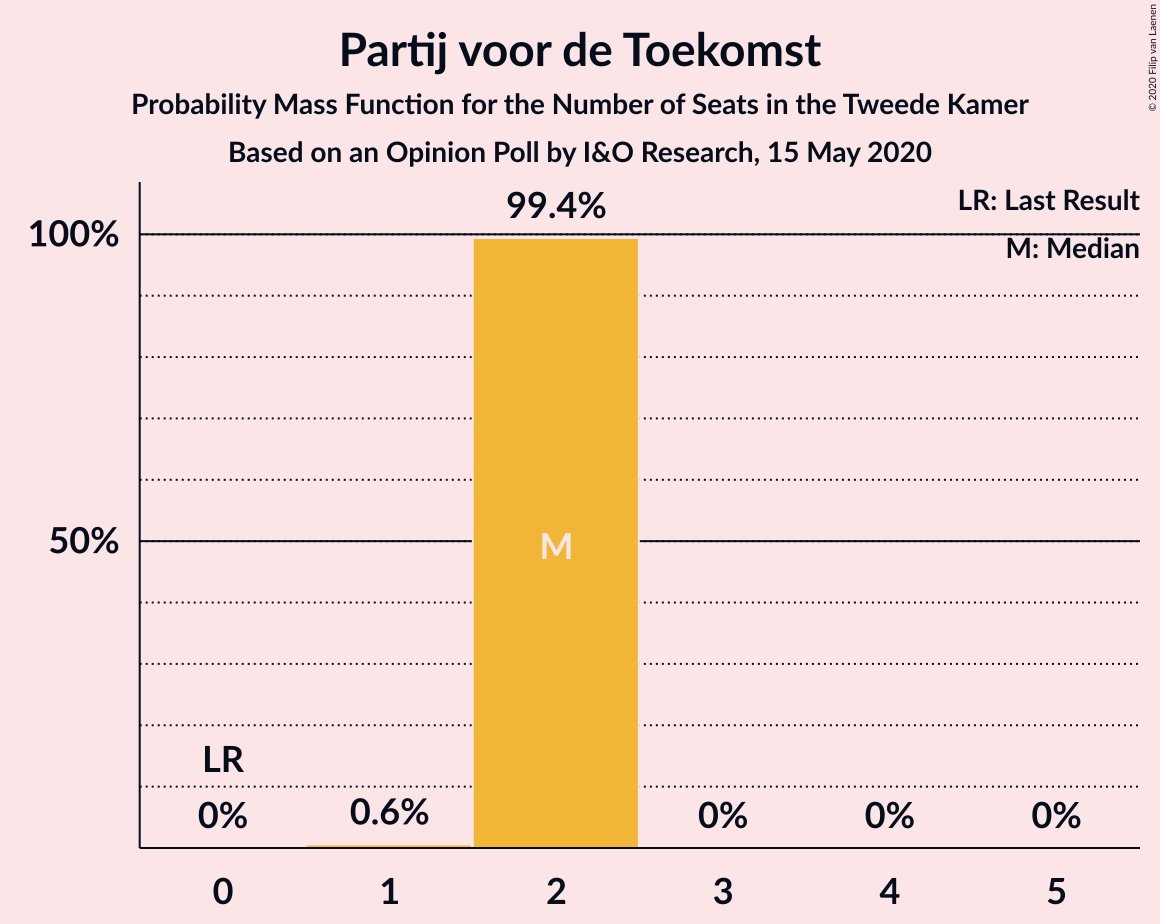 Partij voor de Toekomst
Probability Mass Function for the Number of Seats in the Tweede Kamer
Based on an Opinion Poll by I&O Research, 15 May 2020
© 2020 Filip van Laenen
LR: Last Result
M: Median
99.4%
100%
50%
M
LR
0%
0.6%
0%
0%
0%
0
1
2
3
4
5